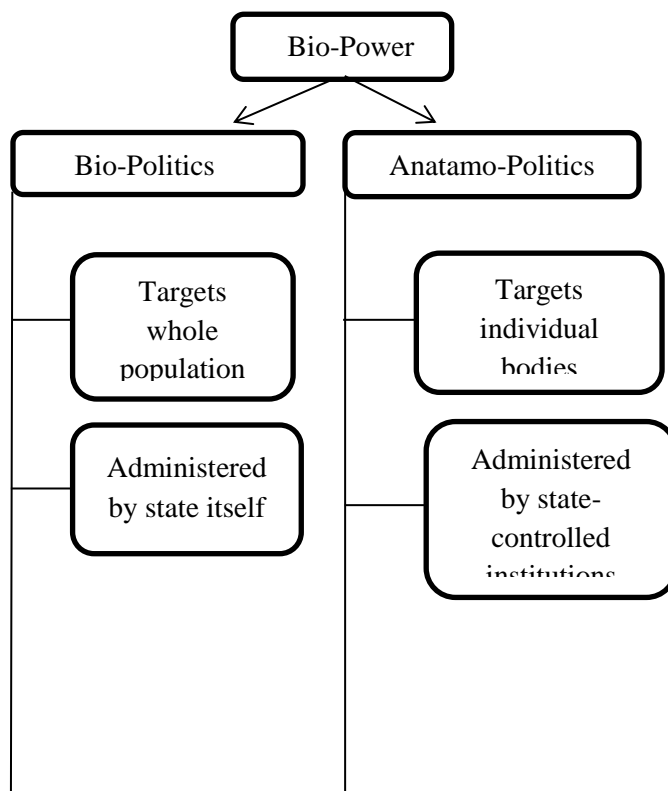 Bio-Power
Bio-Politics
Anatamo-Politics
Targets
whole
population
Targets
individual
bodies
Administered
by state itself
Administered
by state-
controlled
institutions